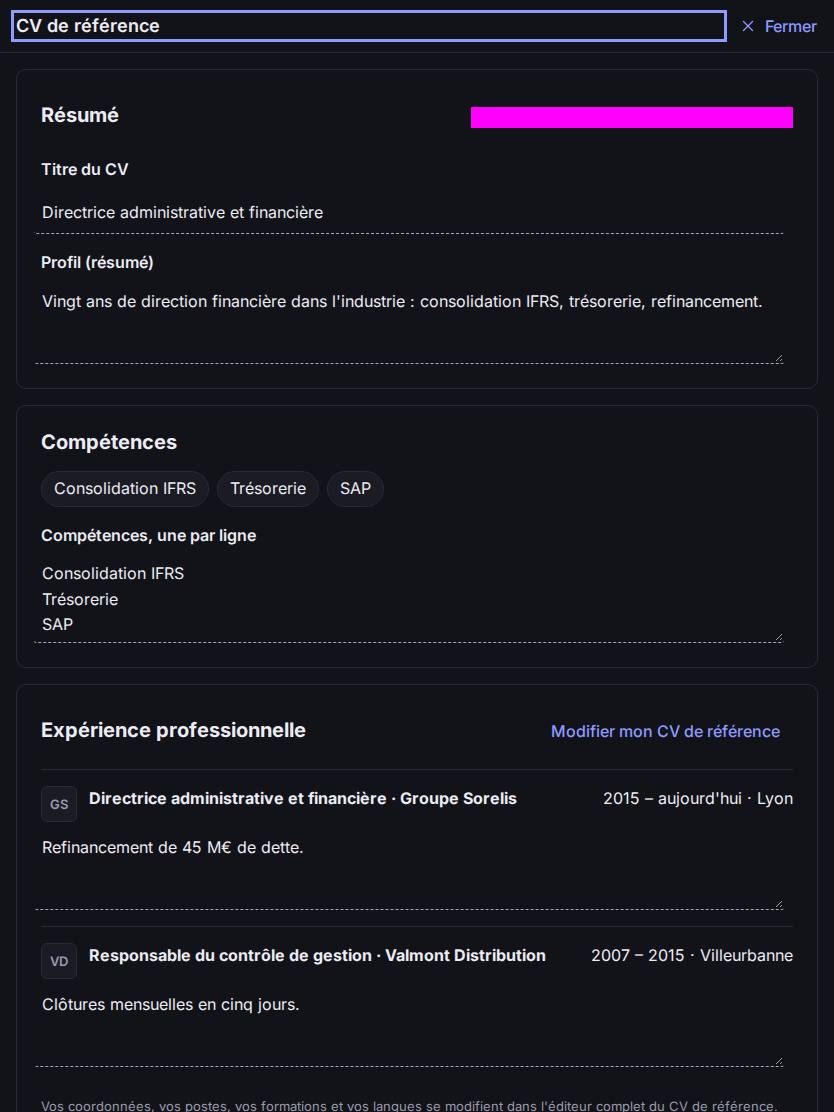 CV de référence
Fermer
Résumé
Titre du CV
Directrice administrative et financière
Profil (résumé)
Vingt ans de direction financière dans l'industrie : consolidation IFRS, trésorerie, refinancement.
Compétences
Consolidation IFRS Trésorerie SAP
Compétences, une par ligne
Consolidation IFRS
Trésorerie
SAP
Expérience professionnelle
Modifier mon CV de référence
GS Directrice administrative et financière · Groupe Sorelis 2015 – aujourd'hui · Lyon
Refinancement de 45 M€ de dette.
VD Responsable du contrôle de gestion · Valmont Distribution 2007 – 2015 · Villeurbanne
Clôtures mensuelles en cinq jours.
Vos coordonnées, vos postes, vos formations et vos langues se modifient dans l'éditeur complet du CV de référence.